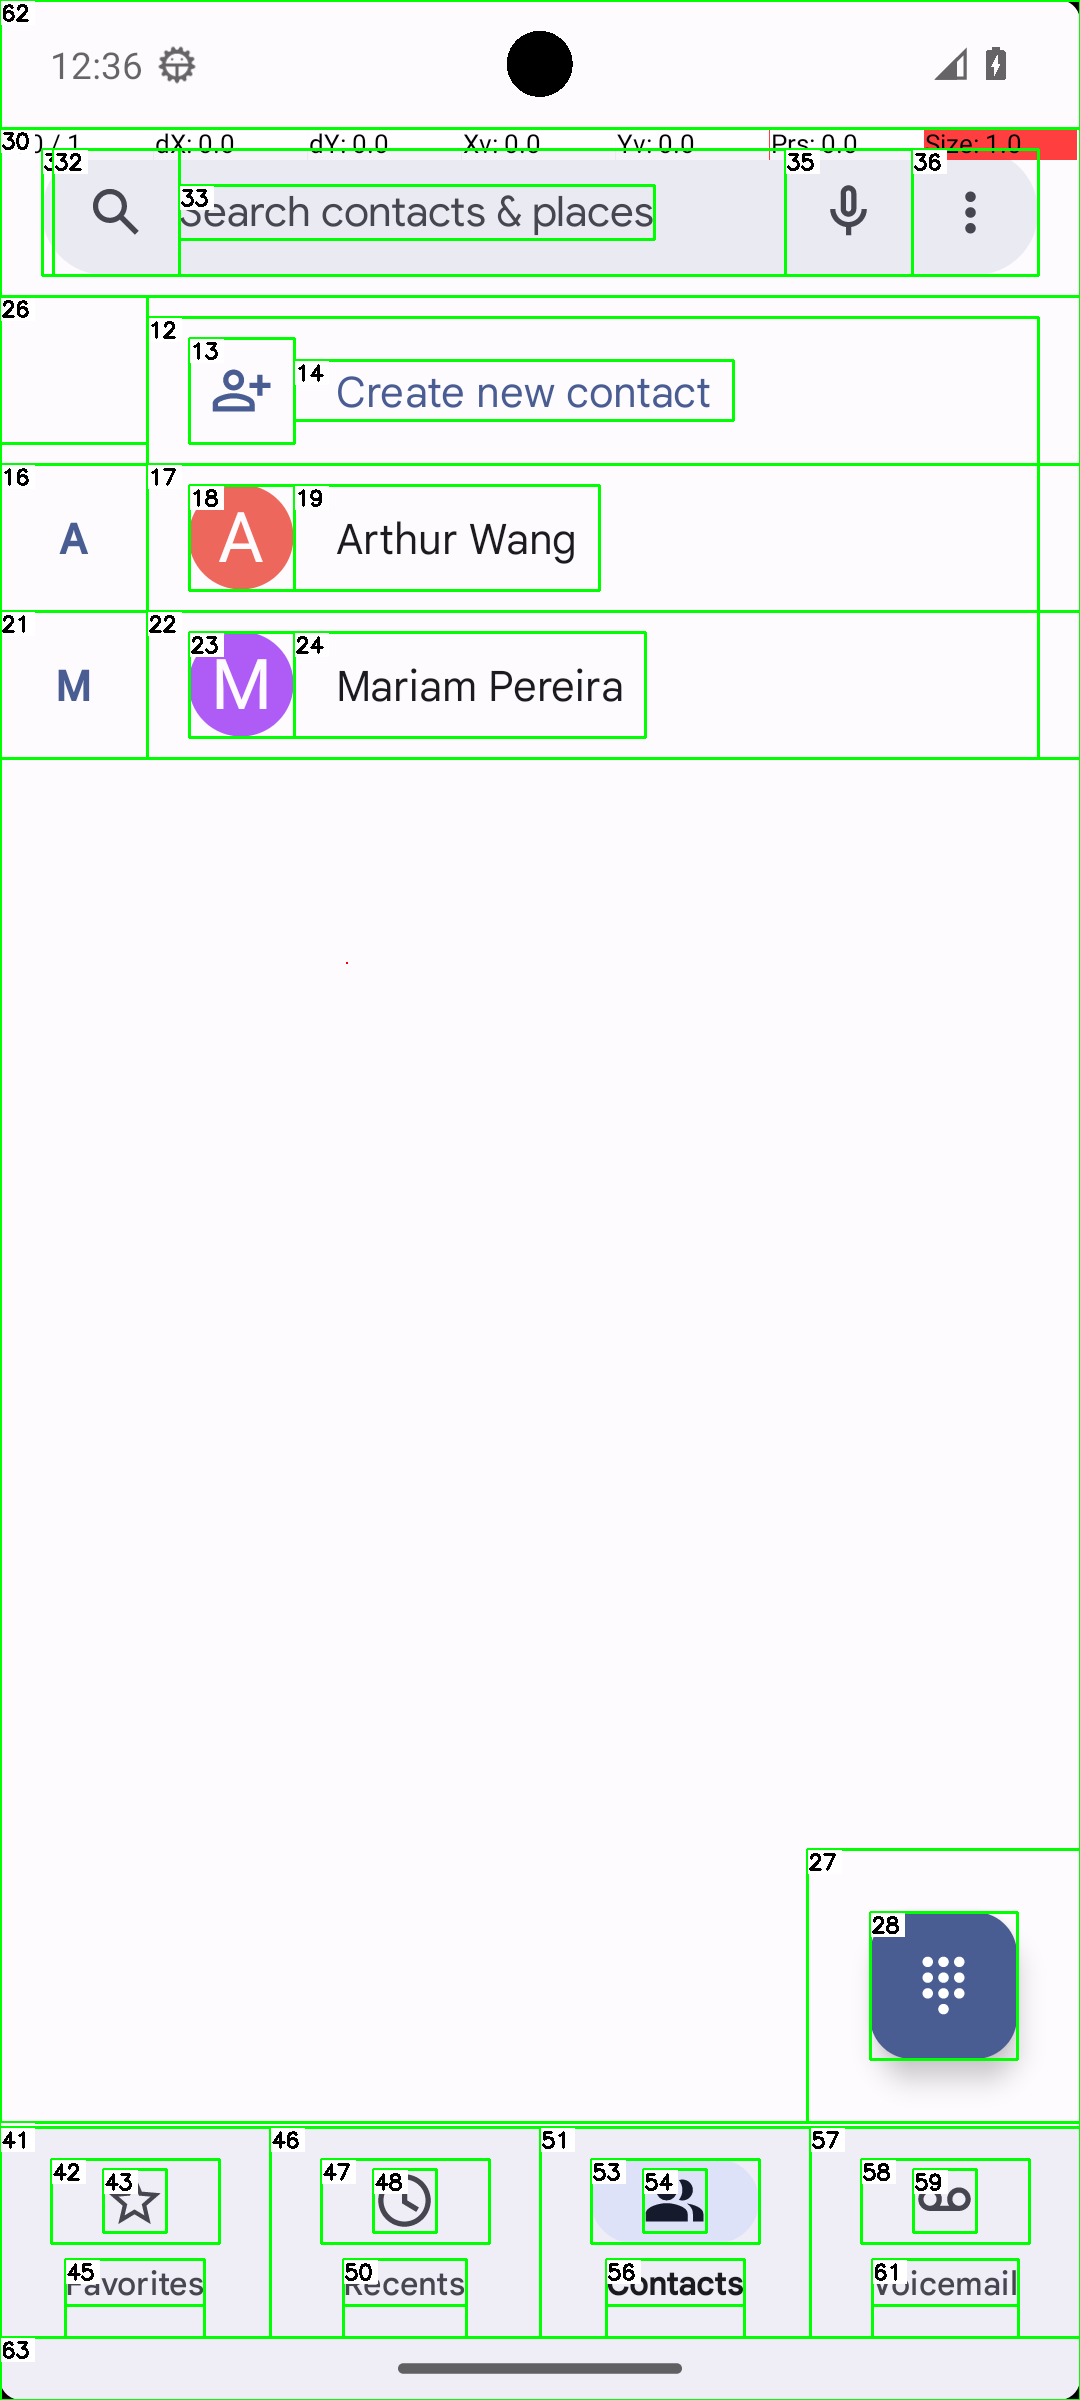 62
12:36
30 0 / 1 dX: 0.0 dY: 0.0 Xv: 0.0 Yv: 0.0 Prs: 0.0 Size: 1.0
32 35 36
33 Search contacts & places
26
12
13
14 Create new contact
16 17
18 19
A A Arthur Wang
21 22
23 24
M M Mariam Pereira
27
28
41 46 51 57
42 43 47 48 53 54 58 59
45 Favorites 50 Recents 56 Contacts 61 Voicemail
63